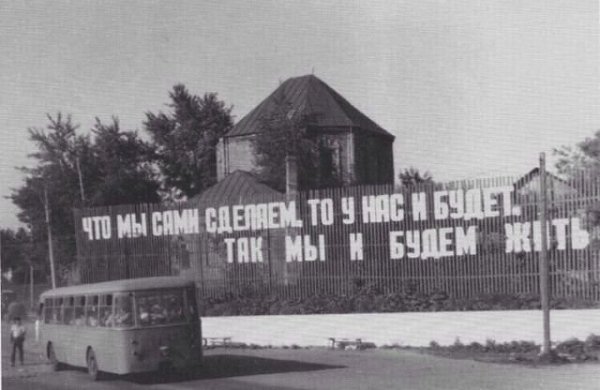 ЧТО МЫ САМИ СДЕЛАЕМ, ТО У НАС И БУДЕТ.
ТАК МЫ И БУДЕМ ЖИТЬ